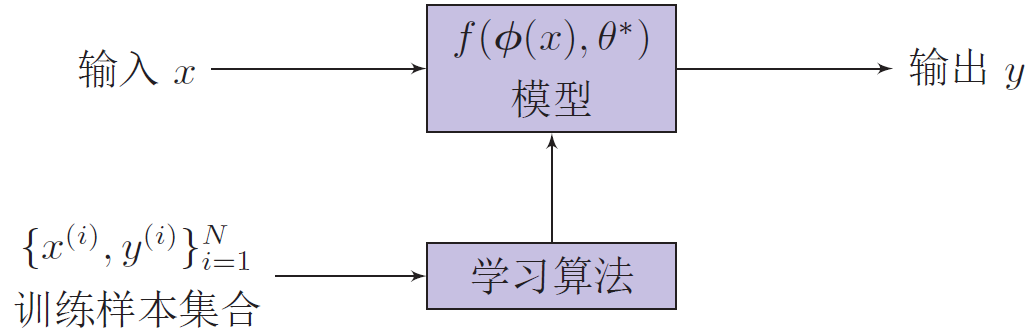 输入 x
f(ϕ(x), θ*)
模型
输出 y
{x^(i), y^(i)}_{i=1}^N
训练样本集合
学习算法